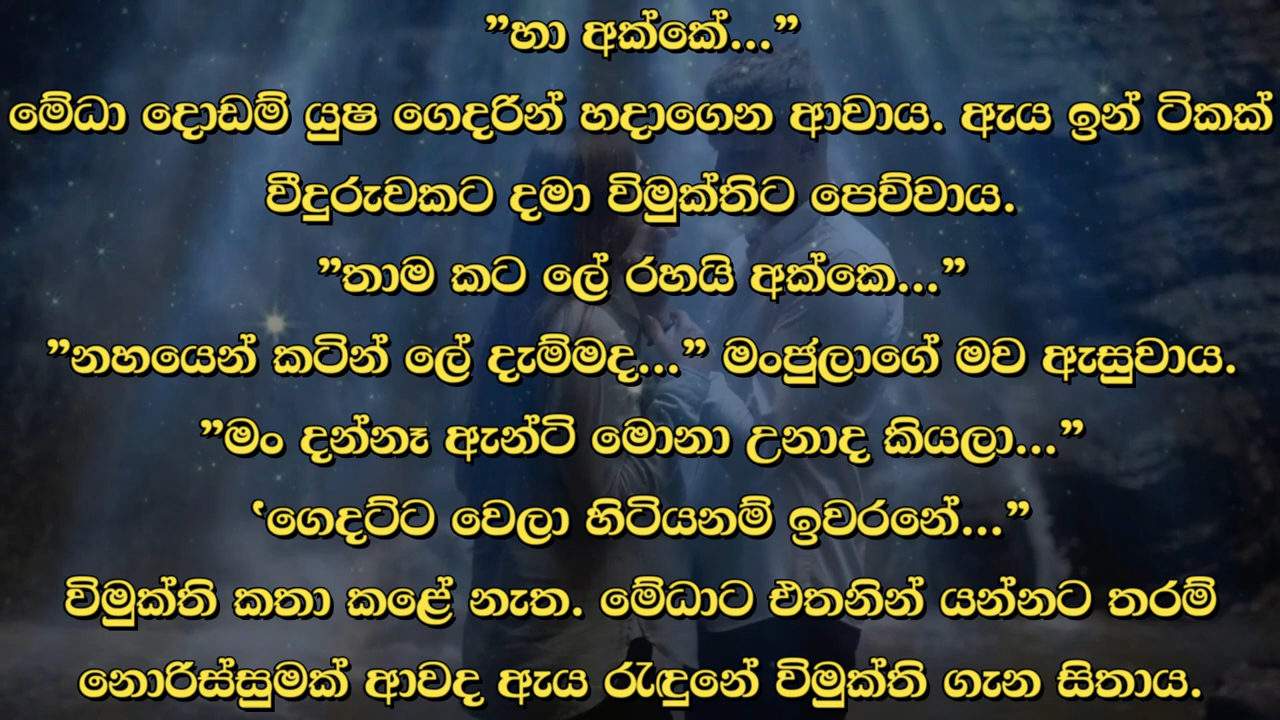 ”හා අක්කේ...”
මේධා දොඩම් යුෂ ගෙදරින් හදාගෙන ආවාය. ඇය ඉන් ටිකක්
වීදුරුවකට දමා විමුක්තිට පෙව්වාය.
”තාම කට ලේ රහයි අක්කෙ...”
”නහයෙන් කටින් ලේ දැම්මද...” මංජුලාගේ මව ඇසුවාය.
”මං දන්නෑ ඇන්ටි මොනා උනාද කියලා...”
‘ගෙදට්ට වෙලා හිටියනම් ඉවරනේ...”
විමුක්ති කතා කළේ නැත. මේධාට එතනින් යන්නට තරම්
නොරිස්සුමක් ආවද ඇය රැඳුනේ විමුක්ති ගැන සිතාය.